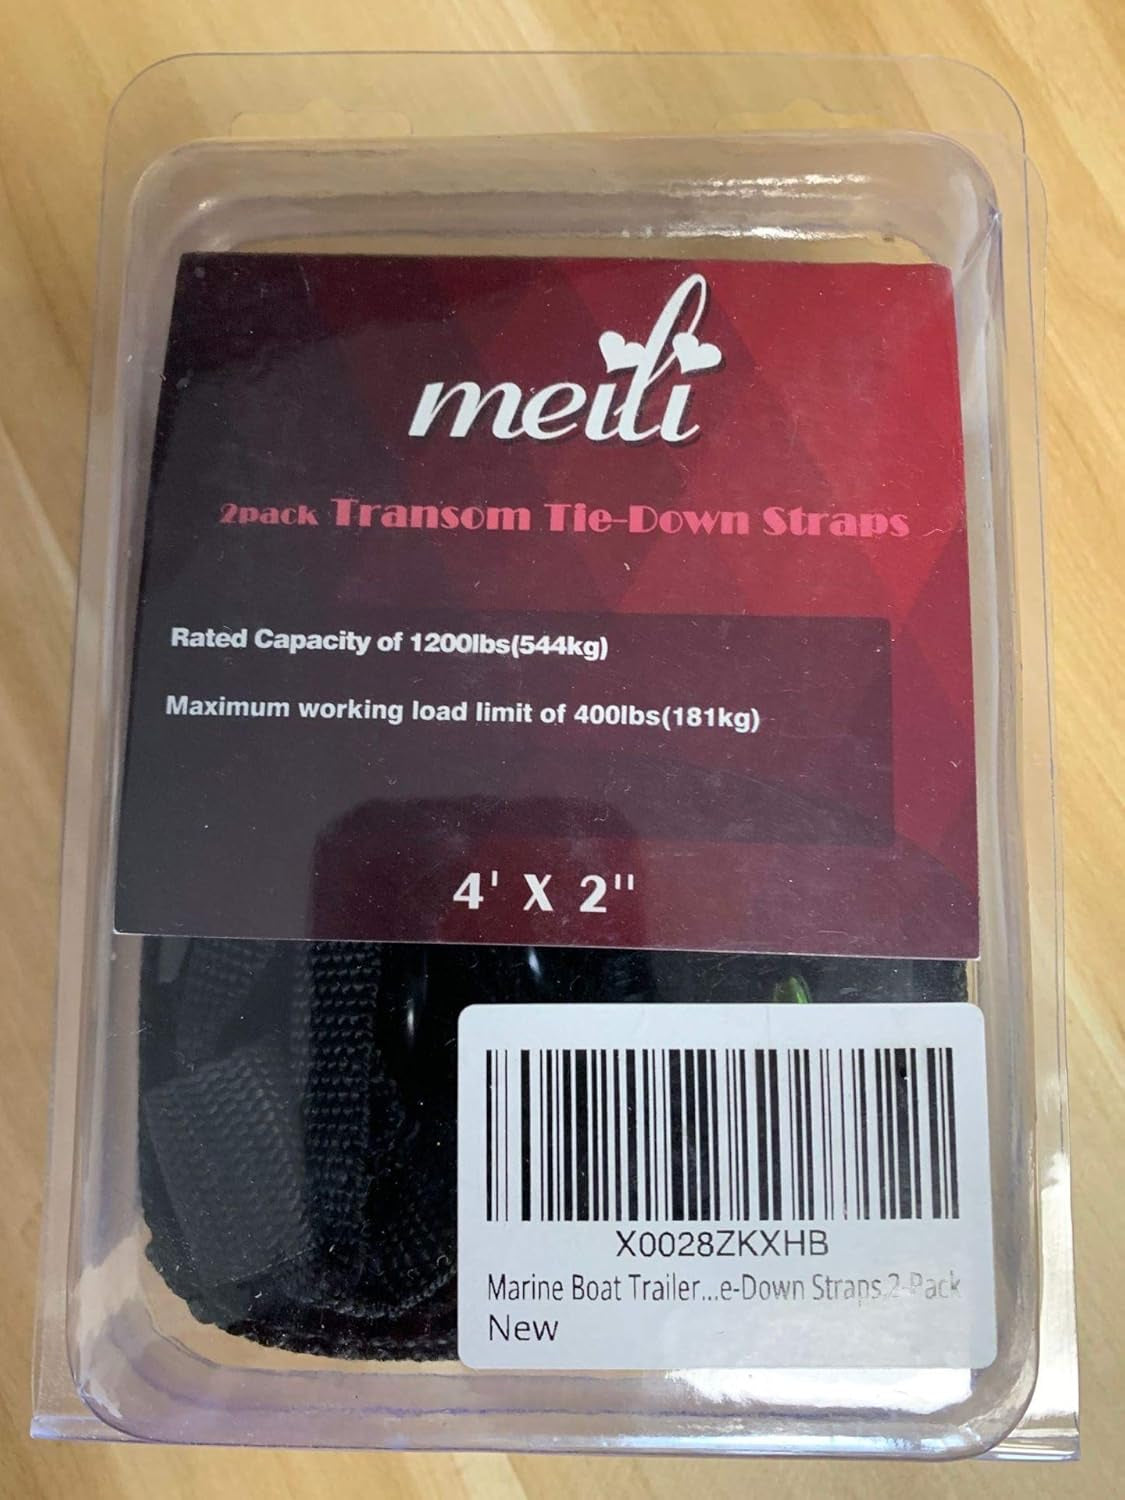 meili
2pack Transom Tie-Down Straps
Rated Capacity of 1200lbs(544kg)
Maximum working load limit of 400lbs(181kg)
4' X 2"
X0028ZKXHB
Marine Boat Trailer...e-Down Straps,2-Pack
New